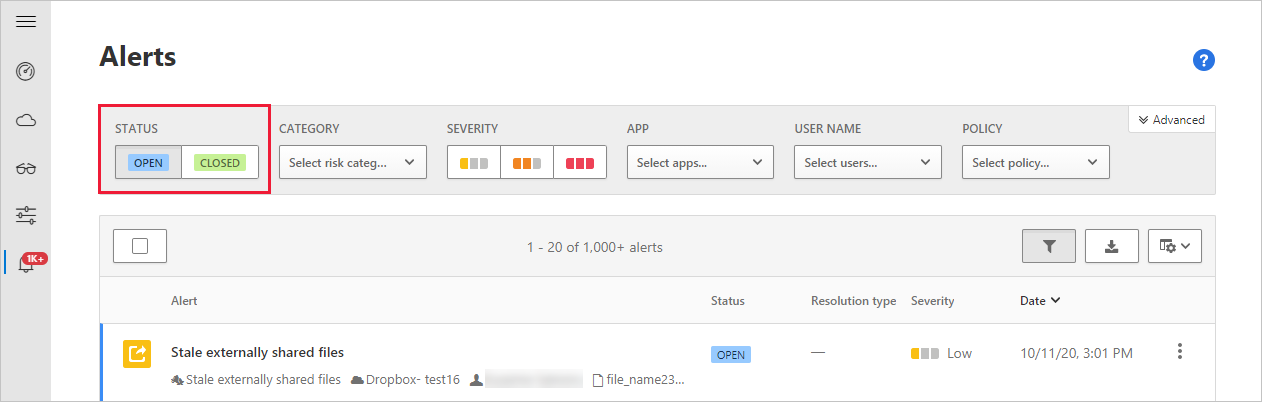 Alerts
?
STATUS CATEGORY SEVERITY APP USER NAME POLICY Advanced
OPEN CLOSED Select risk categ... Select apps... Select users... Select policy...
1K+
1 - 20 of 1,000+ alerts
Alert Status Resolution type Severity Date
Stale externally shared files OPEN — Low 10/11/20, 3:01 PM
Stale externally shared files Dropbox- test16 file_name23...